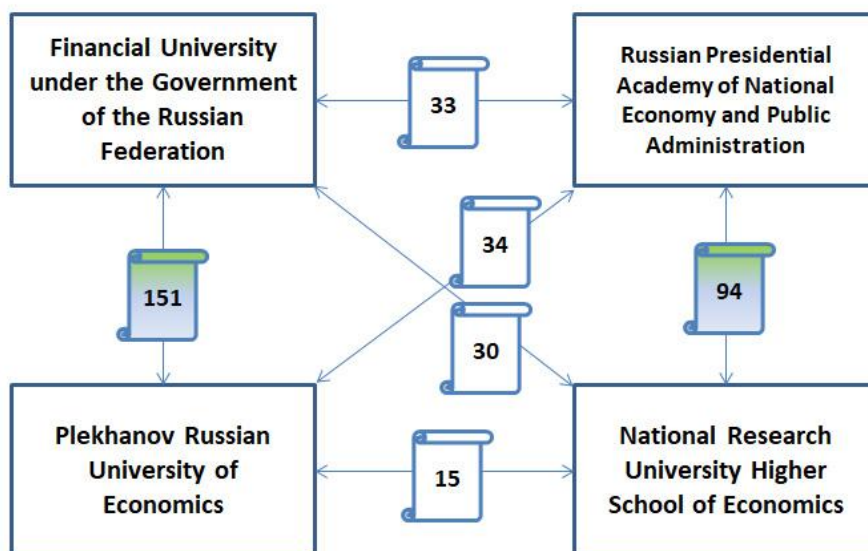 Financial University
under the Government
of the Russian
Federation
33
Russian Presidential
Academy of National
Economy and Public
Administration
34
151
94
30
Plekhanov Russian
University of
Economics
15
National Research
University Higher
School of Economics